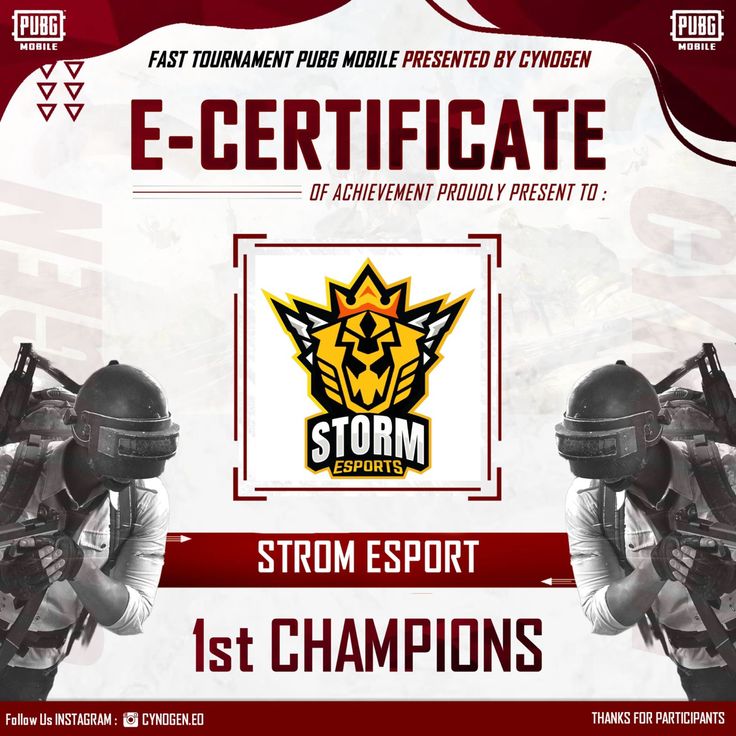 PUBG
MOBILE
PUBG
MOBILE
FAST TOURNAMENT PUBG MOBILE PRESENTED BY CYNOGEN
E-CERTIFICATE
OF ACHIEVEMENT PROUDLY PRESENT TO :
STORM
ESPORTS
STROM ESPORT
1st CHAMPIONS
Follow Us INSTAGRAM : CYNOGEN.EO
THANKS FOR PARTICIPANTS